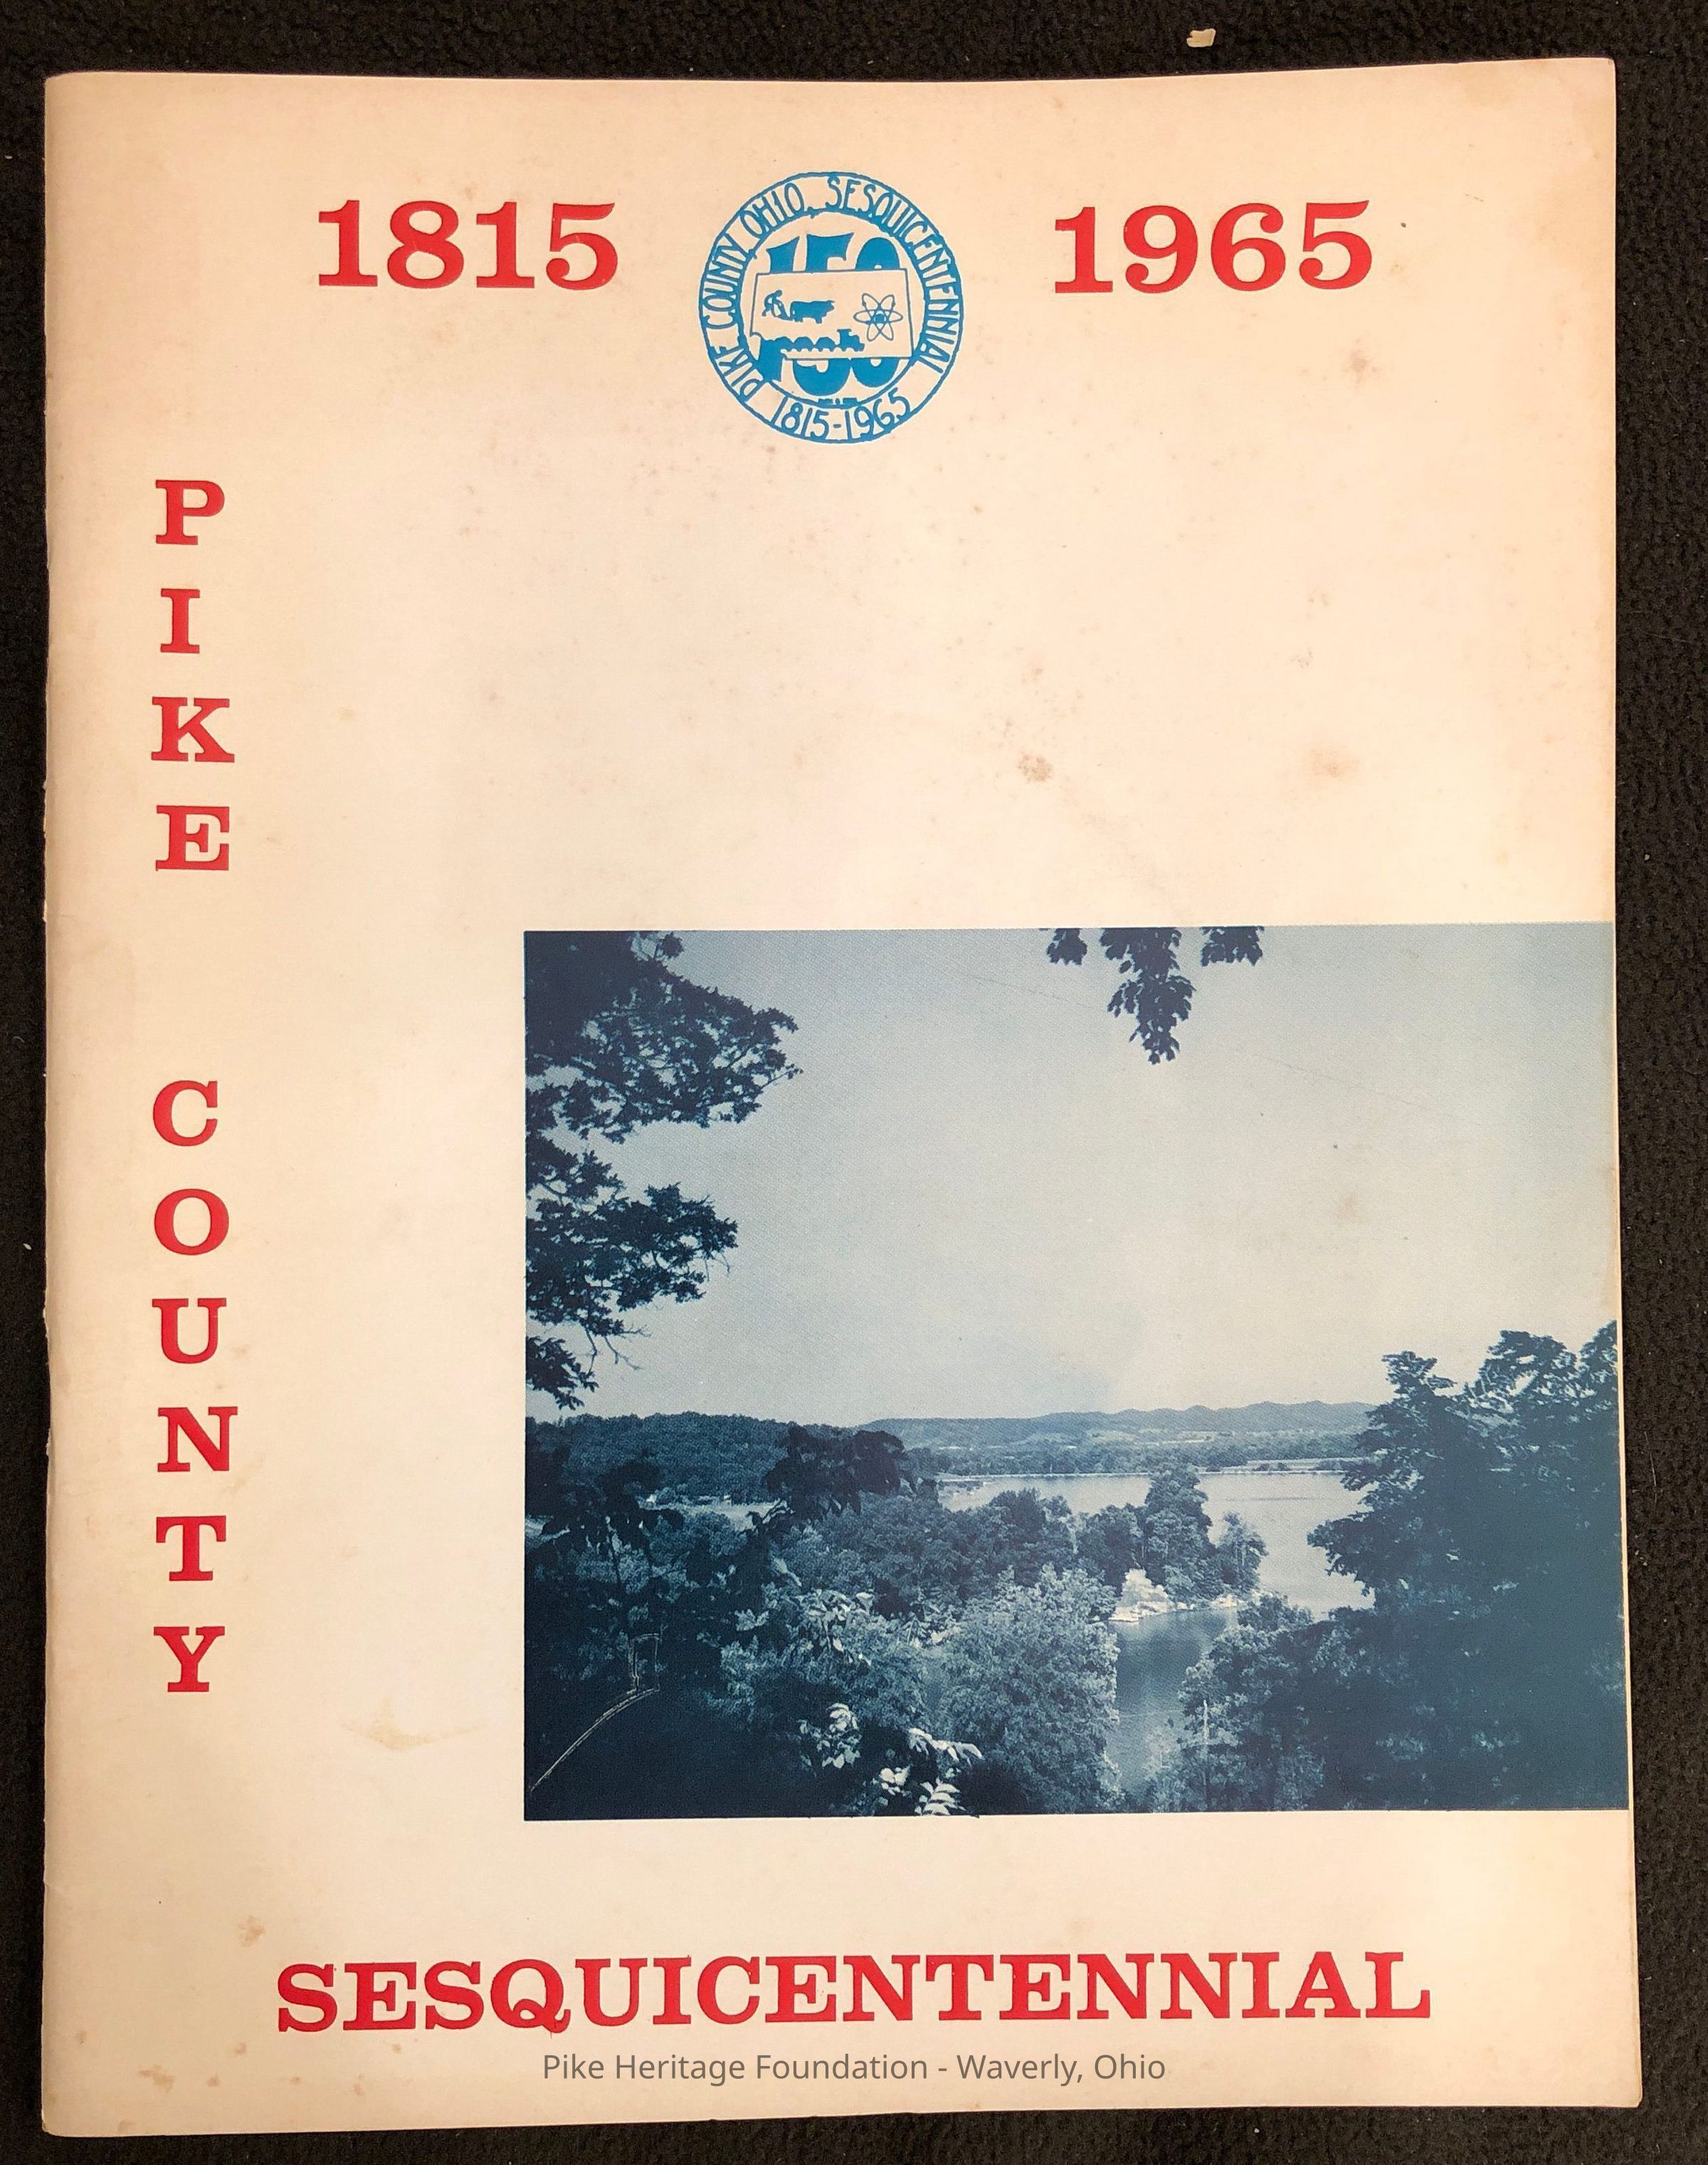 1815
1965
PIKE COUNTY OHIO, SESQUICENTENNIAL
150
1815-1965
PIKE
COUNTY
SESQUICENTENNIAL
Pike Heritage Foundation - Waverly, Ohio